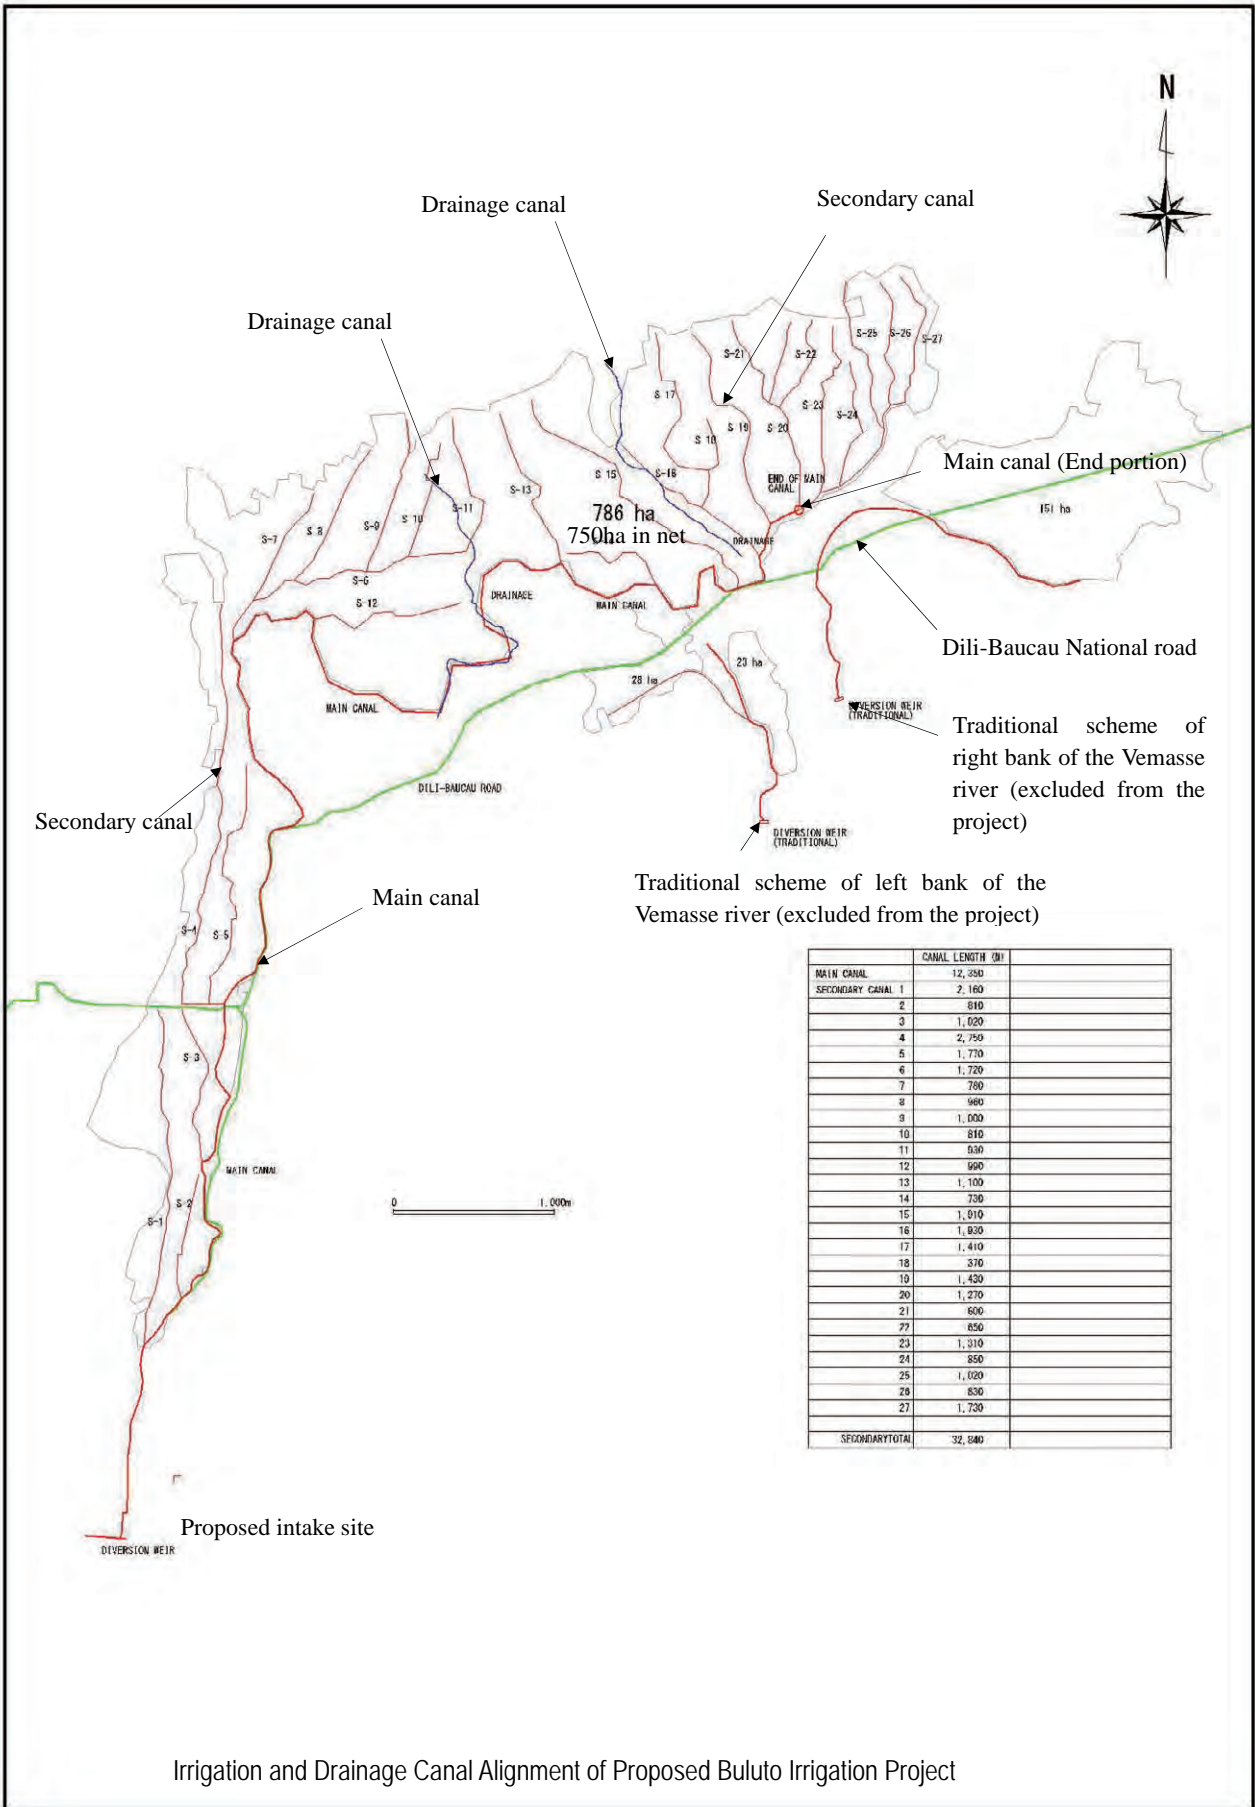 N
Drainage canal
Secondary canal
Drainage canal
S-25
S-26
S-27
S-21
S-22
S 17
S-23
S-24
S 18
S 19
S-20
END OF MAIN
CANAL
Main canal (End portion)
S-7
S 8
S-9
S 10
S-11
S-13
S 15
S-16
786 ha
750ha in net
151 ha
DRAINAGE
S-6
S-12
DRAINAGE
MAIN CANAL
Dili-Baucau National road
23 ha
28 ha
MAIN CANAL
DIVERSION WEIR
(TRADITIONAL)
Traditional scheme of
right bank of the Vemasse
river (excluded from the
project)
DILI-BAUCAU ROAD
Secondary canal
DIVERSION WEIR
(TRADITIONAL)
Traditional scheme of left bank of the
Vemasse river (excluded from the project)
Main canal
S-4
S-5
S-3
MAIN CANAL
S-2
S-1
0 1,000m
CANAL LENGTH (M)
MAIN CANAL 12,350
SECONDARY CANAL 1 2,160
2 810
3 1,020
4 2,750
5 1,770
6 1,720
7 780
8 960
9 1,000
10 810
11 930
12 990
13 1,100
14 730
15 1,910
16 1,930
17 1,410
18 370
19 1,430
20 1,270
21 600
22 650
23 1,310
24 850
25 1,020
26 830
27 1,730
SECONDARYTOTAL 32,840
Proposed intake site
DIVERSION WEIR
Irrigation and Drainage Canal Alignment of Proposed Buluto Irrigation Project